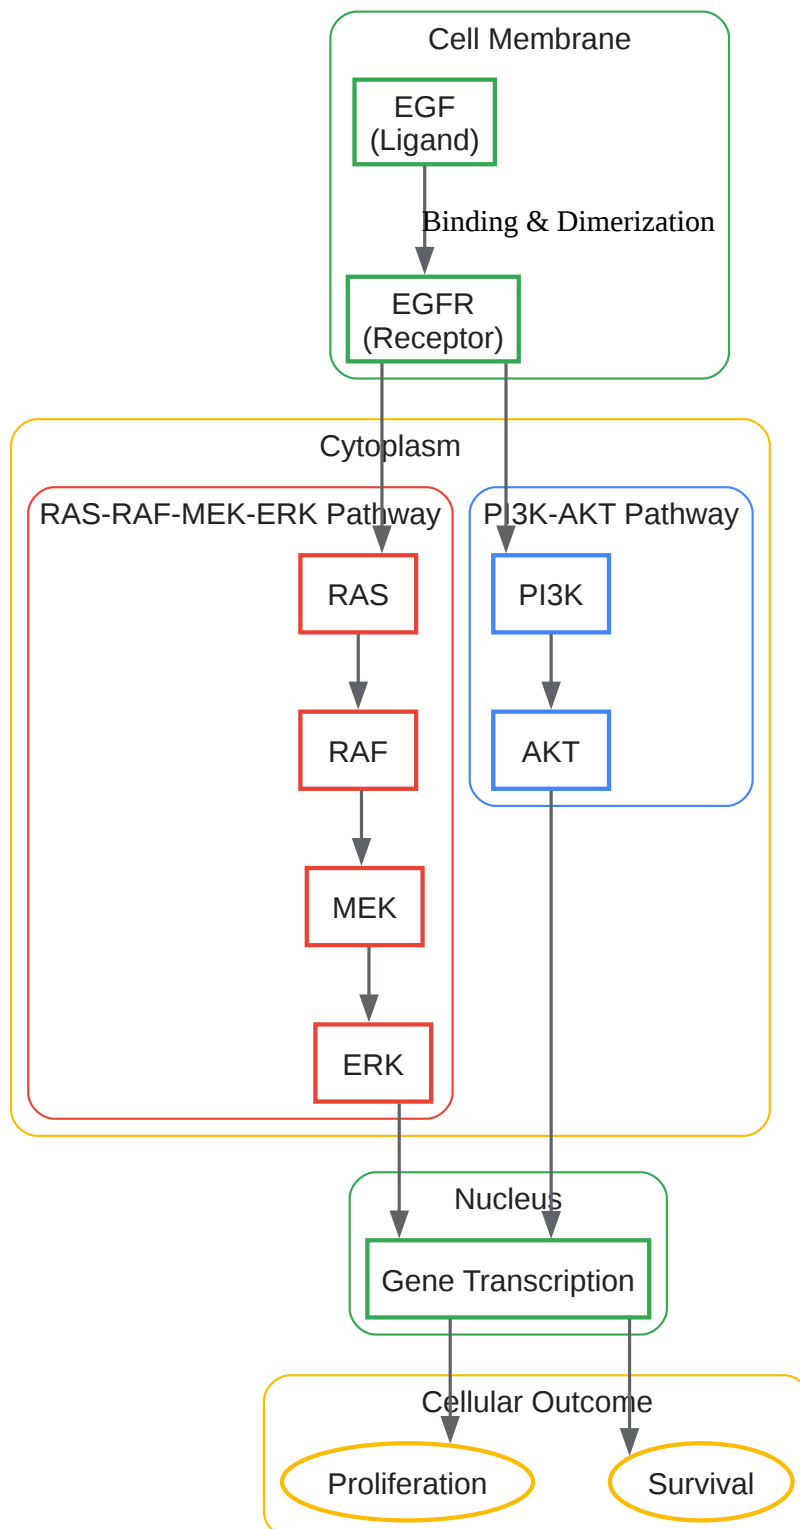 Cell Membrane
EGF
(Ligand)
Binding & Dimerization
EGFR
(Receptor)
Cytoplasm
RAS-RAF-MEK-ERK Pathway
PI3K-AKT Pathway
RAS
PI3K
RAF
AKT
MEK
ERK
Nucleus
Gene Transcription
Cellular Outcome
Proliferation
Survival